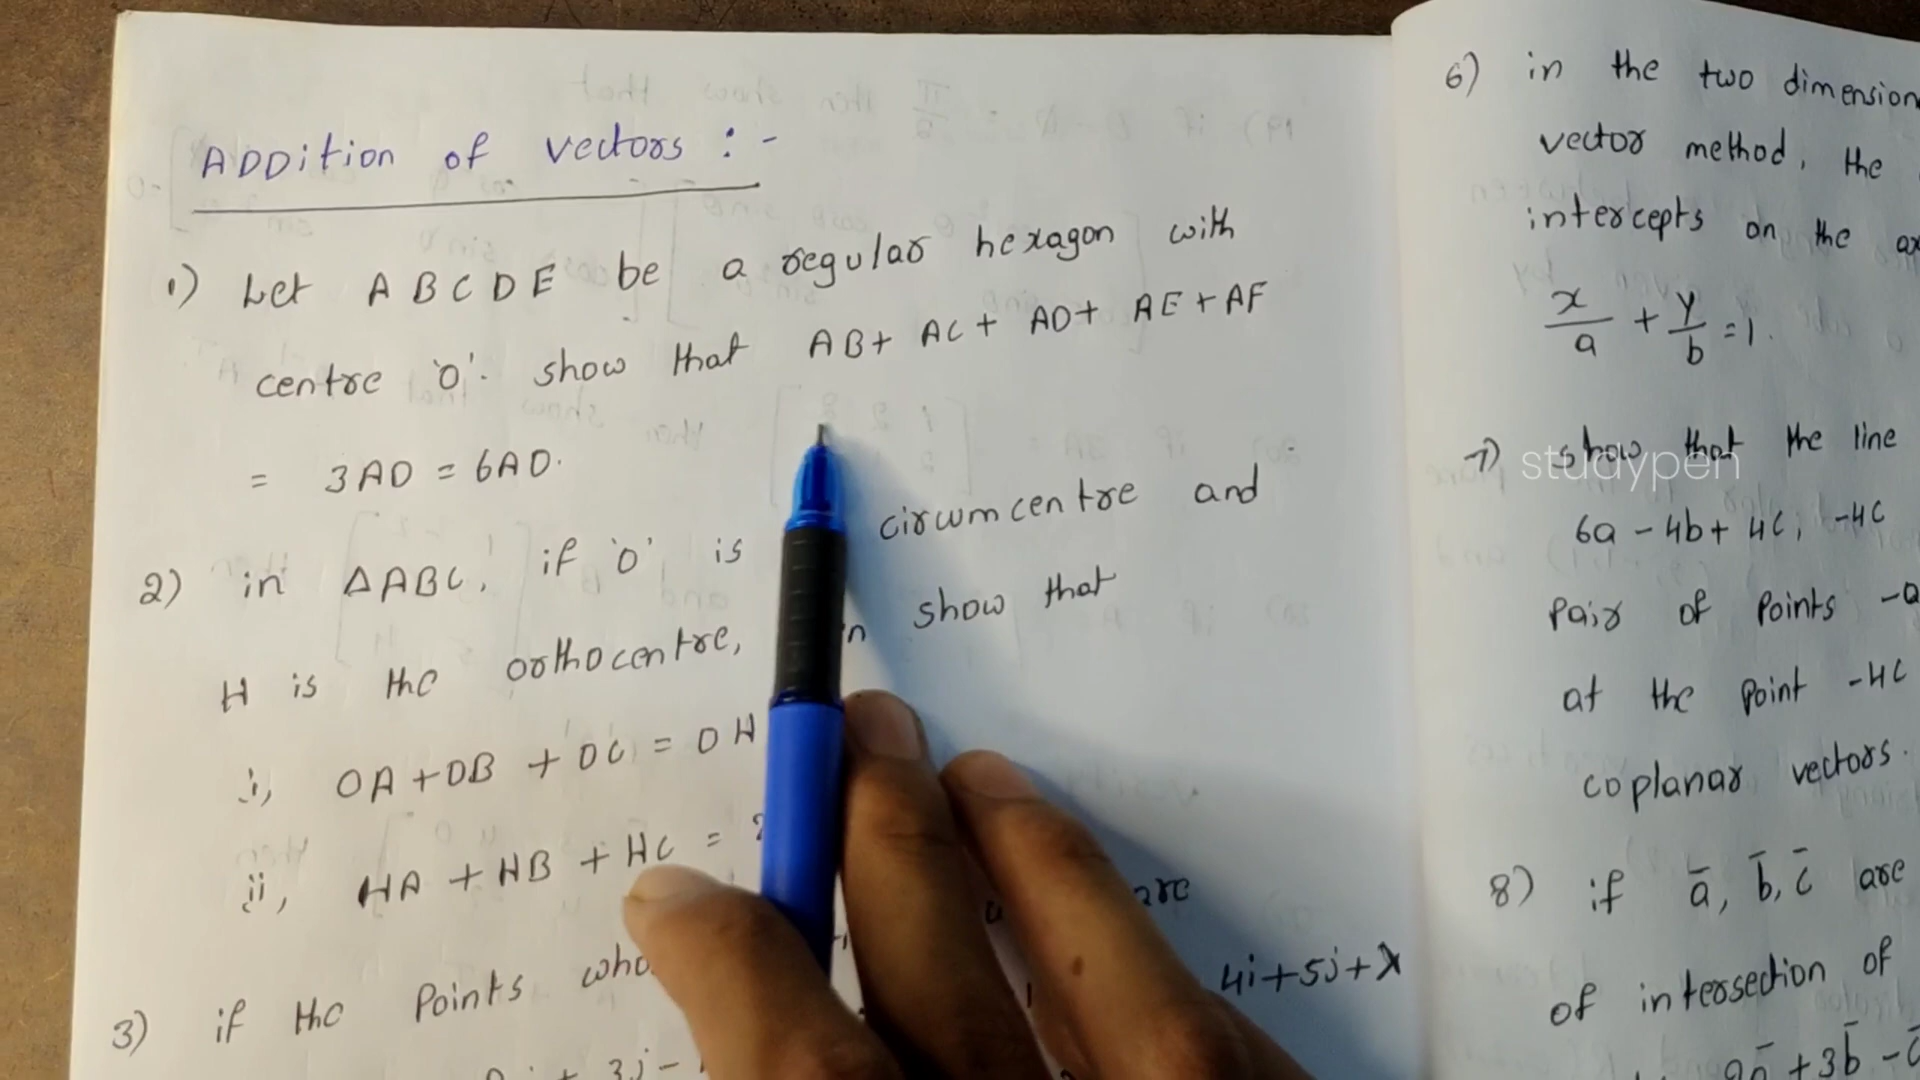 ADDition of vectors :-
1) Let A B C D E be a regular hexagon with
centre 'O'. show that AB+ AC+ AD+ AE+AF
= 3AD = 6AO.
2) in ΔABC, if 'O' is circumcentre and
H is the orthocentre, show that
i, OA+OB + OC = OH
ii, HA + HB + HC =
3) if the Points are
4i+5j+λ
3j-
6) in the two dimension
vector method, the
intercepts on the
x/a + y/b = 1.
7) show that the line
6a - 4b + 4c, -4c
Pair of Points -a
at the Point -4c
coplanar vectors.
8) if a̅, b̅, c̅ are
of intersection of
+3b̅ - c̅
studypen